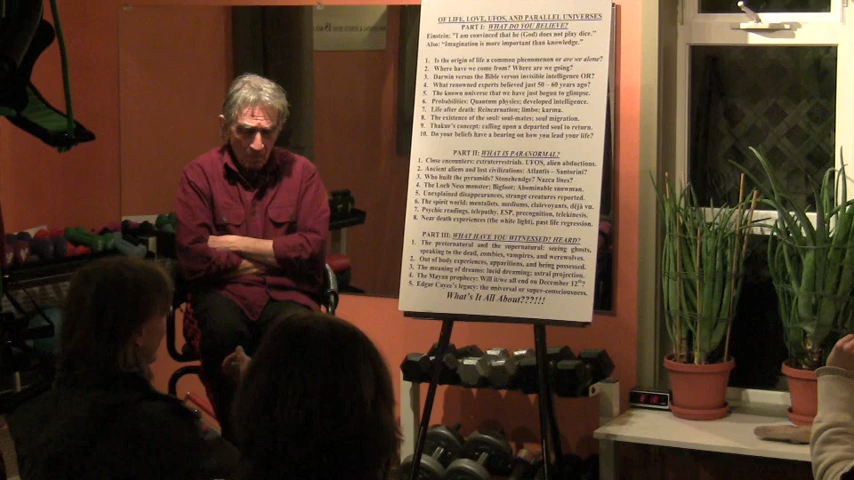 OF LIFE, LOVE, UFOS, AND PARALLEL UNIVERSES
PART I: WHAT DO YOU BELIEVE?
Einstein: "I am convinced that he (God) does not play dice."
Also: "Imagination is more important than knowledge."
1. Is the origin of life a common phenomenon or are we alone?
2. Where have we come from? Where are we going?
3. Darwin versus the Bible versus invisible intelligence OR?
4. What renowned experts believed just 50 – 60 years ago?
5. The known universe that we have just begun to glimpse.
6. Probabilities: Quantum physics; developed intelligence.
7. Life after death: Reincarnation; limbo; karma.
8. The existence of the soul: soul-mates; soul migration.
9. Thakar's concept: calling upon a departed soul to return.
10. Do your beliefs have a bearing on how you lead your life?
PART II: WHAT IS PARANORMAL?
1. Close encounters: extraterrestrials. UFOS, alien abductions.
2. Ancient aliens and lost civilizations: Atlantis – Santorini?
3. Who built the pyramids? Stonehendge? Nazca lines?
4. The Loch Ness monster; Bigfoot: Abominable snowman.
5. Unexplained disappearances, strange creatures reported.
6. The spirit world: mentalists, mediums, clairvoyants, déjà vu.
7. Psychic readings, telepathy, ESP, precognition, telekinesis.
8. Near death experiences (the white light), past life regression.
PART III: WHAT HAVE YOU WITNESSED? HEARD?
1. The preternatural and the supernatural: seeing ghosts,
speaking to the dead, zombies, vampires, and werewolves.
2. Out of body experiences, apparitions, and being possessed.
3. The meaning of dreams: lucid dreaming; astral projection.
4. The Mayan prophecy: Will it/we all end on December 12th?
5. Edgar Cayce's legacy: the universal or super-consciousness.
What's It All About???!!!